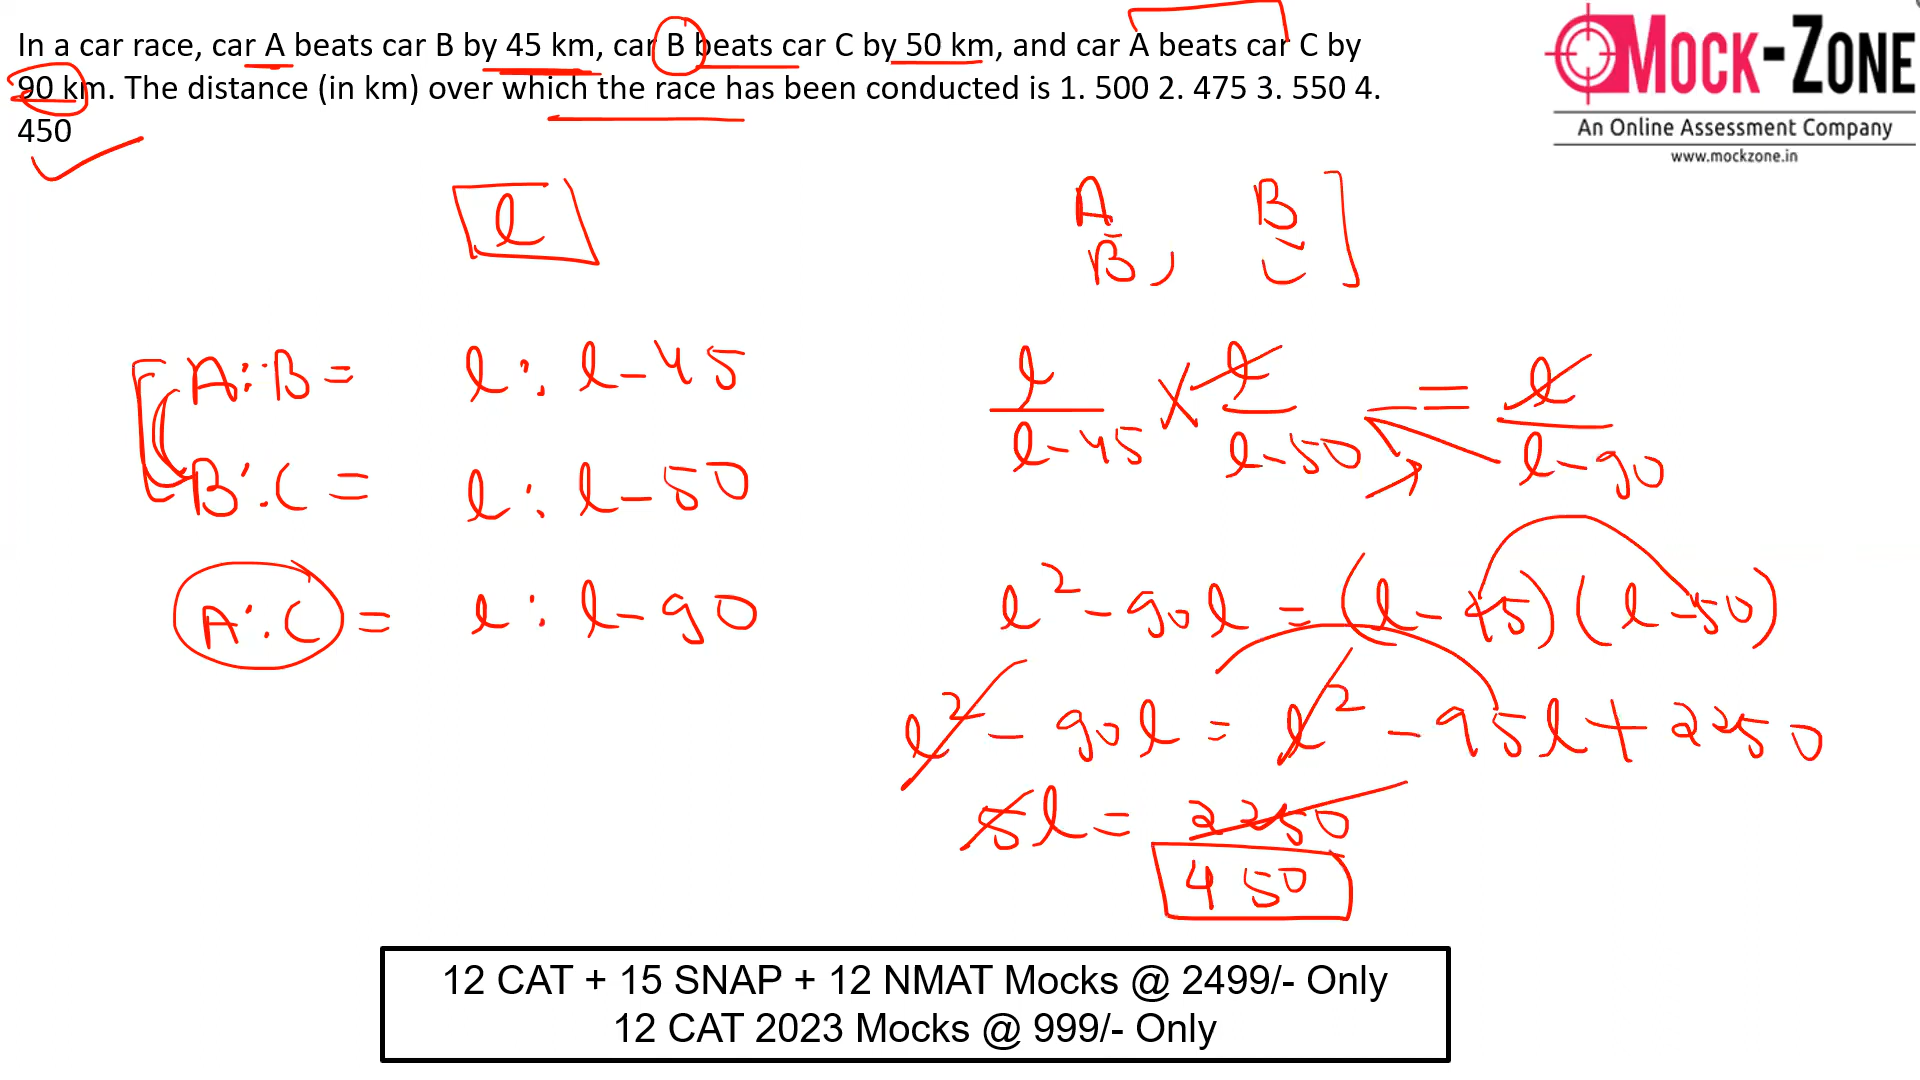 In a car race, car A beats car B by 45 km, car B beats car C by 50 km, and car A beats car C by
90 km. The distance (in km) over which the race has been conducted is 1. 500 2. 475 3. 550 4.
450
MOCK-ZONE
An Online Assessment Company
www.mockzone.in
l
A B
B, C
A:B = l : l-45
B:C = l : l-50
A:C = l : l-90
l/(l-45) × l/(l-50) = l/(l-90)
l² - 90l = (l-45)(l-50)
l² - 90l = l² - 95l + 2250
5l = 2250
450
12 CAT + 15 SNAP + 12 NMAT Mocks @ 2499/- Only
12 CAT 2023 Mocks @ 999/- Only